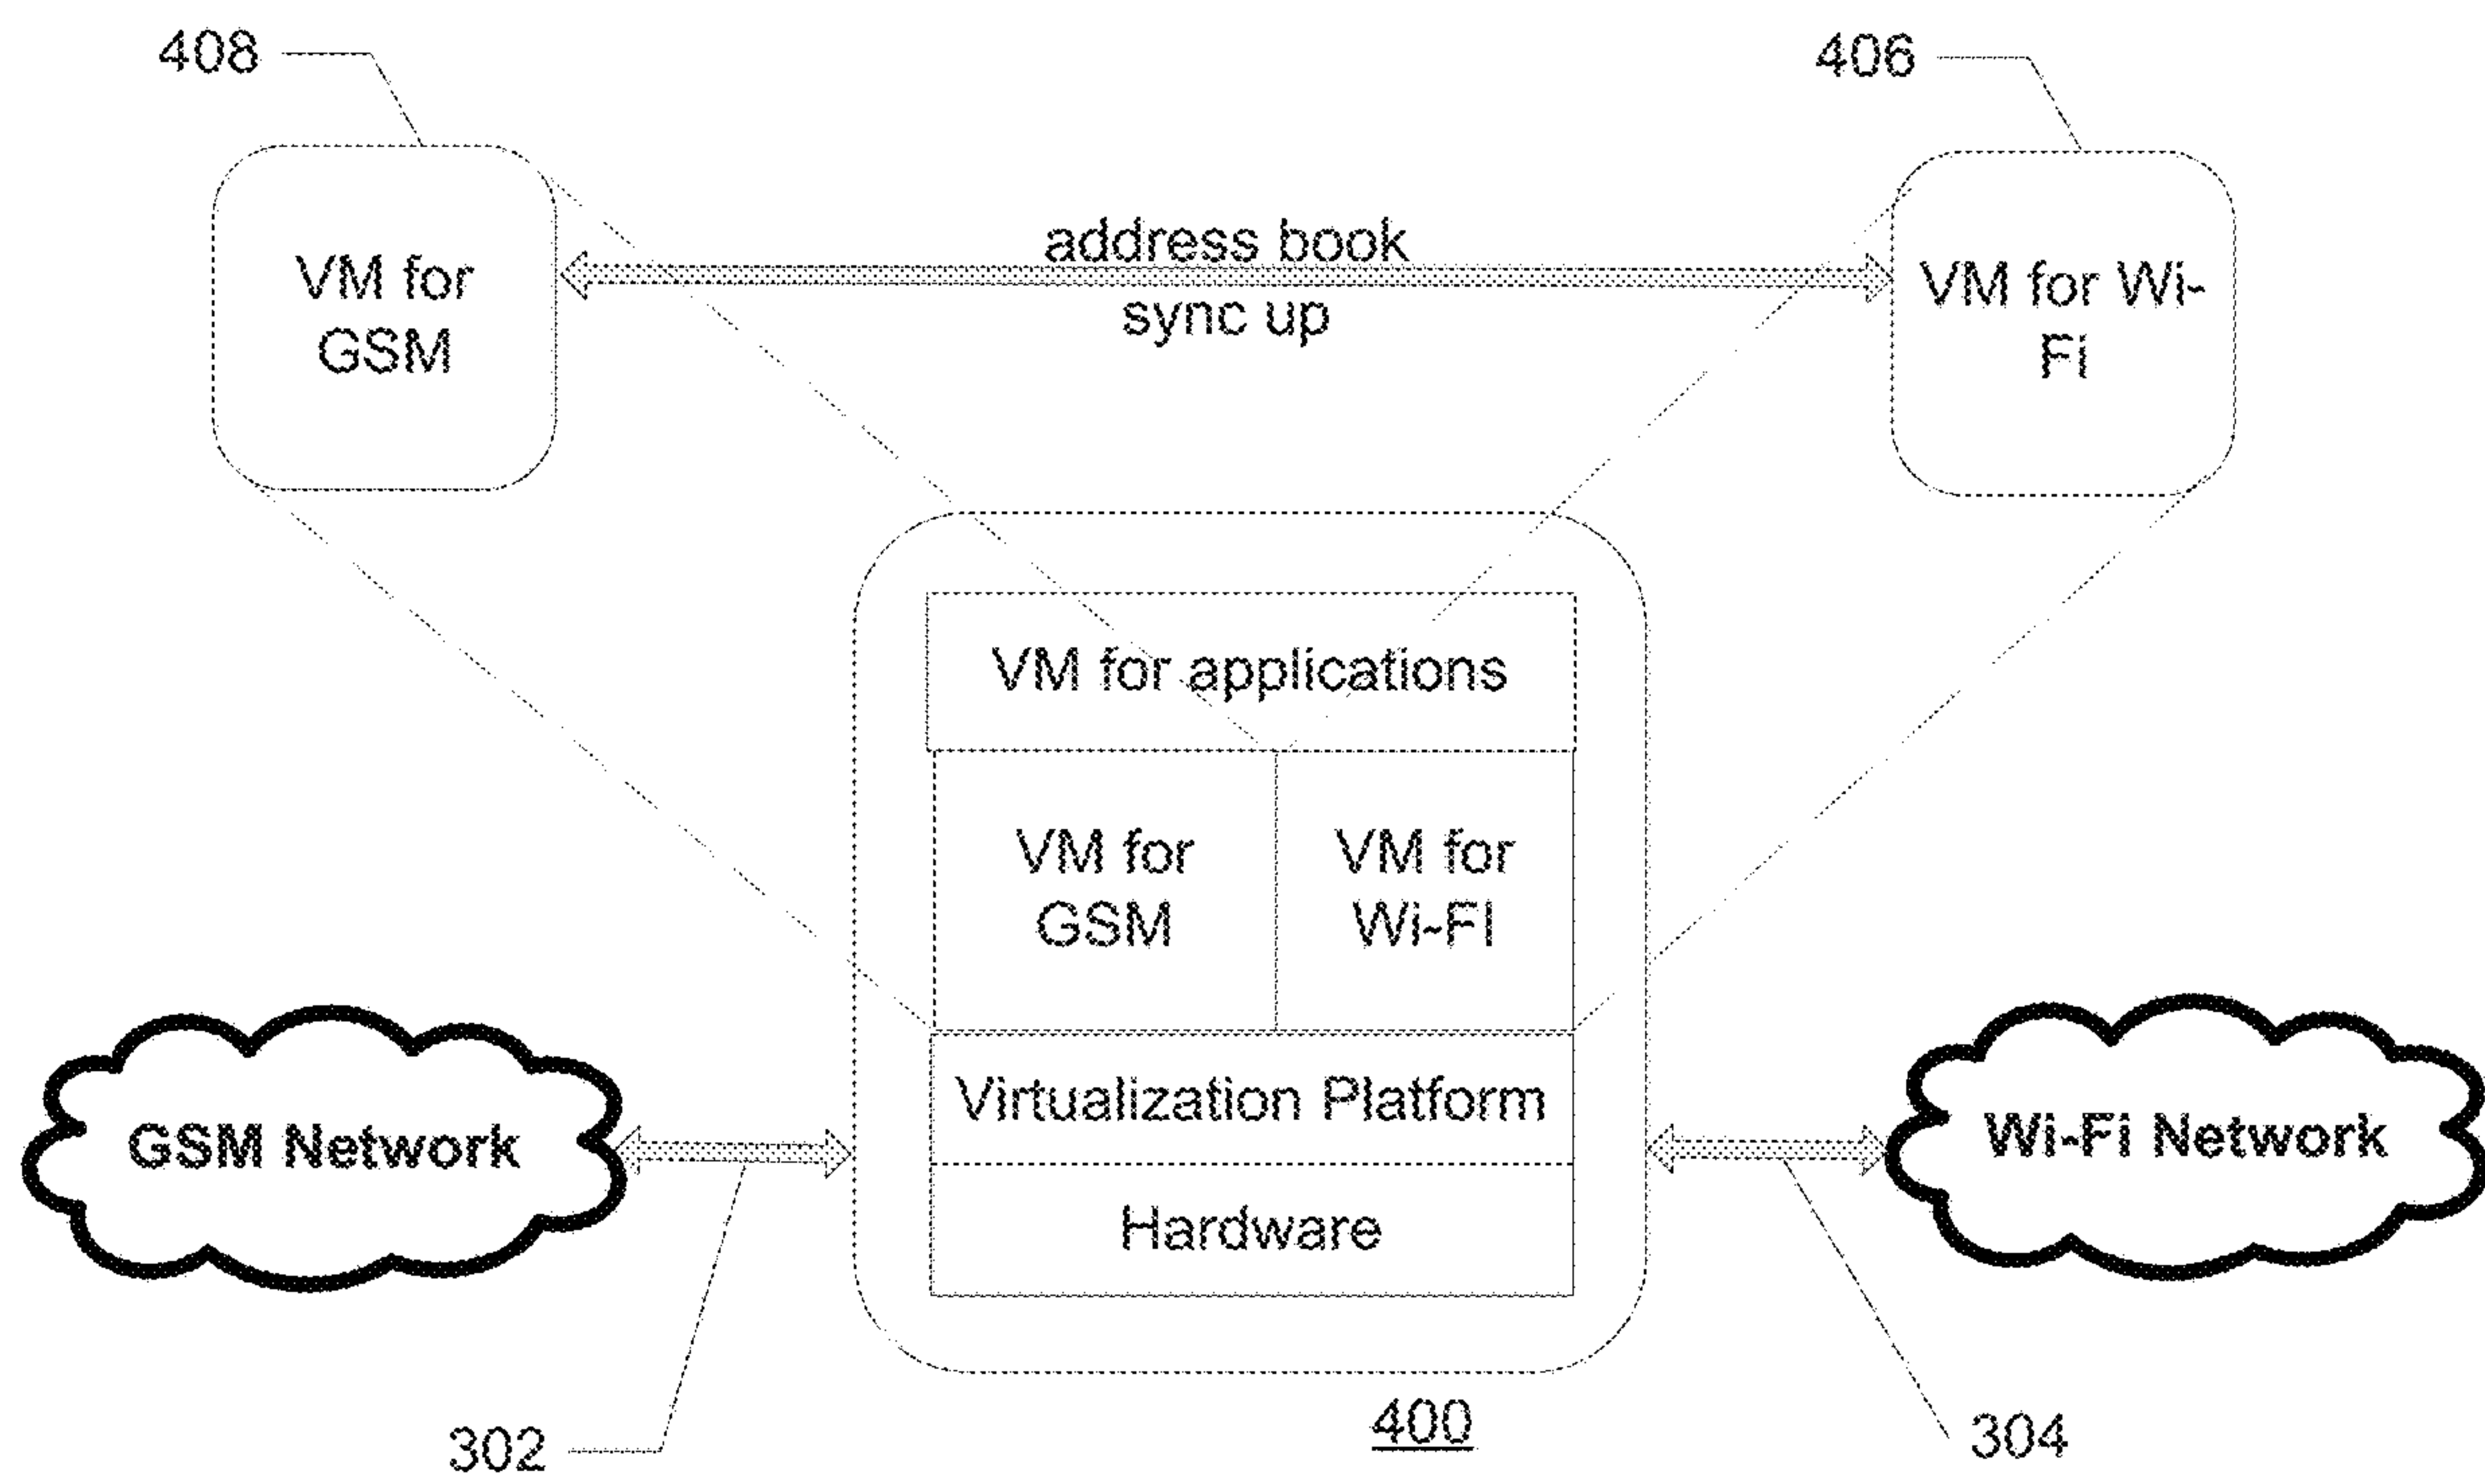 408
406
VM for
GSM
address book
sync up
VM for Wi-
Fi
VM for applications
VM for
GSM
VM for
Wi-FI
Virtualization Platform
GSM Network
Wi-Fi Network
Hardware
400
302
304